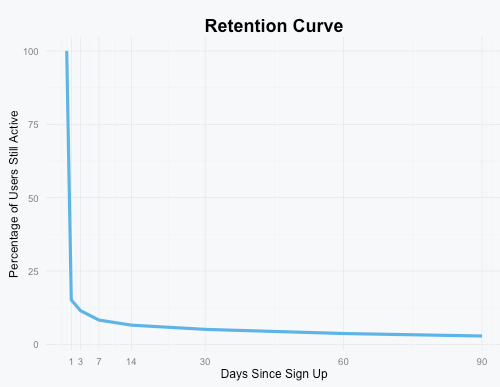 Retention Curve
Percentage of Users Still Active
100
75
50
25
0
1 3 7 14 30 60 90
Days Since Sign Up